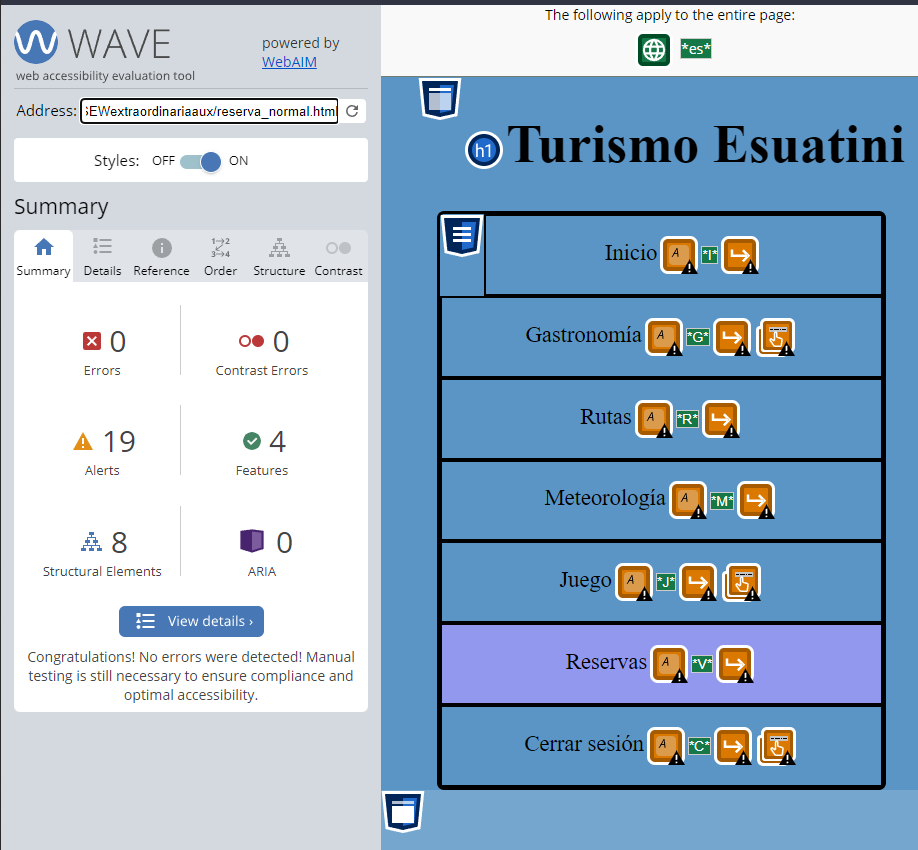 The following apply to the entire page:
*es*
WAVE
web accessibility evaluation tool
powered by
WebAIM
Address: SEWextraordinariaaux/reserva_normal.html
Styles: OFF ON
Summary
Summary Details Reference Order Structure Contrast
0 Errors
0 Contrast Errors
19 Alerts
4 Features
8 Structural Elements
0 ARIA
View details ›
Congratulations! No errors were detected! Manual
testing is still necessary to ensure compliance and
optimal accessibility.
h1 Turismo Esuatini
Inicio A *I*
Gastronomía A *G*
Rutas A *R*
Meteorología A *M*
Juego A *J*
Reservas A *V*
Cerrar sesión A *C*